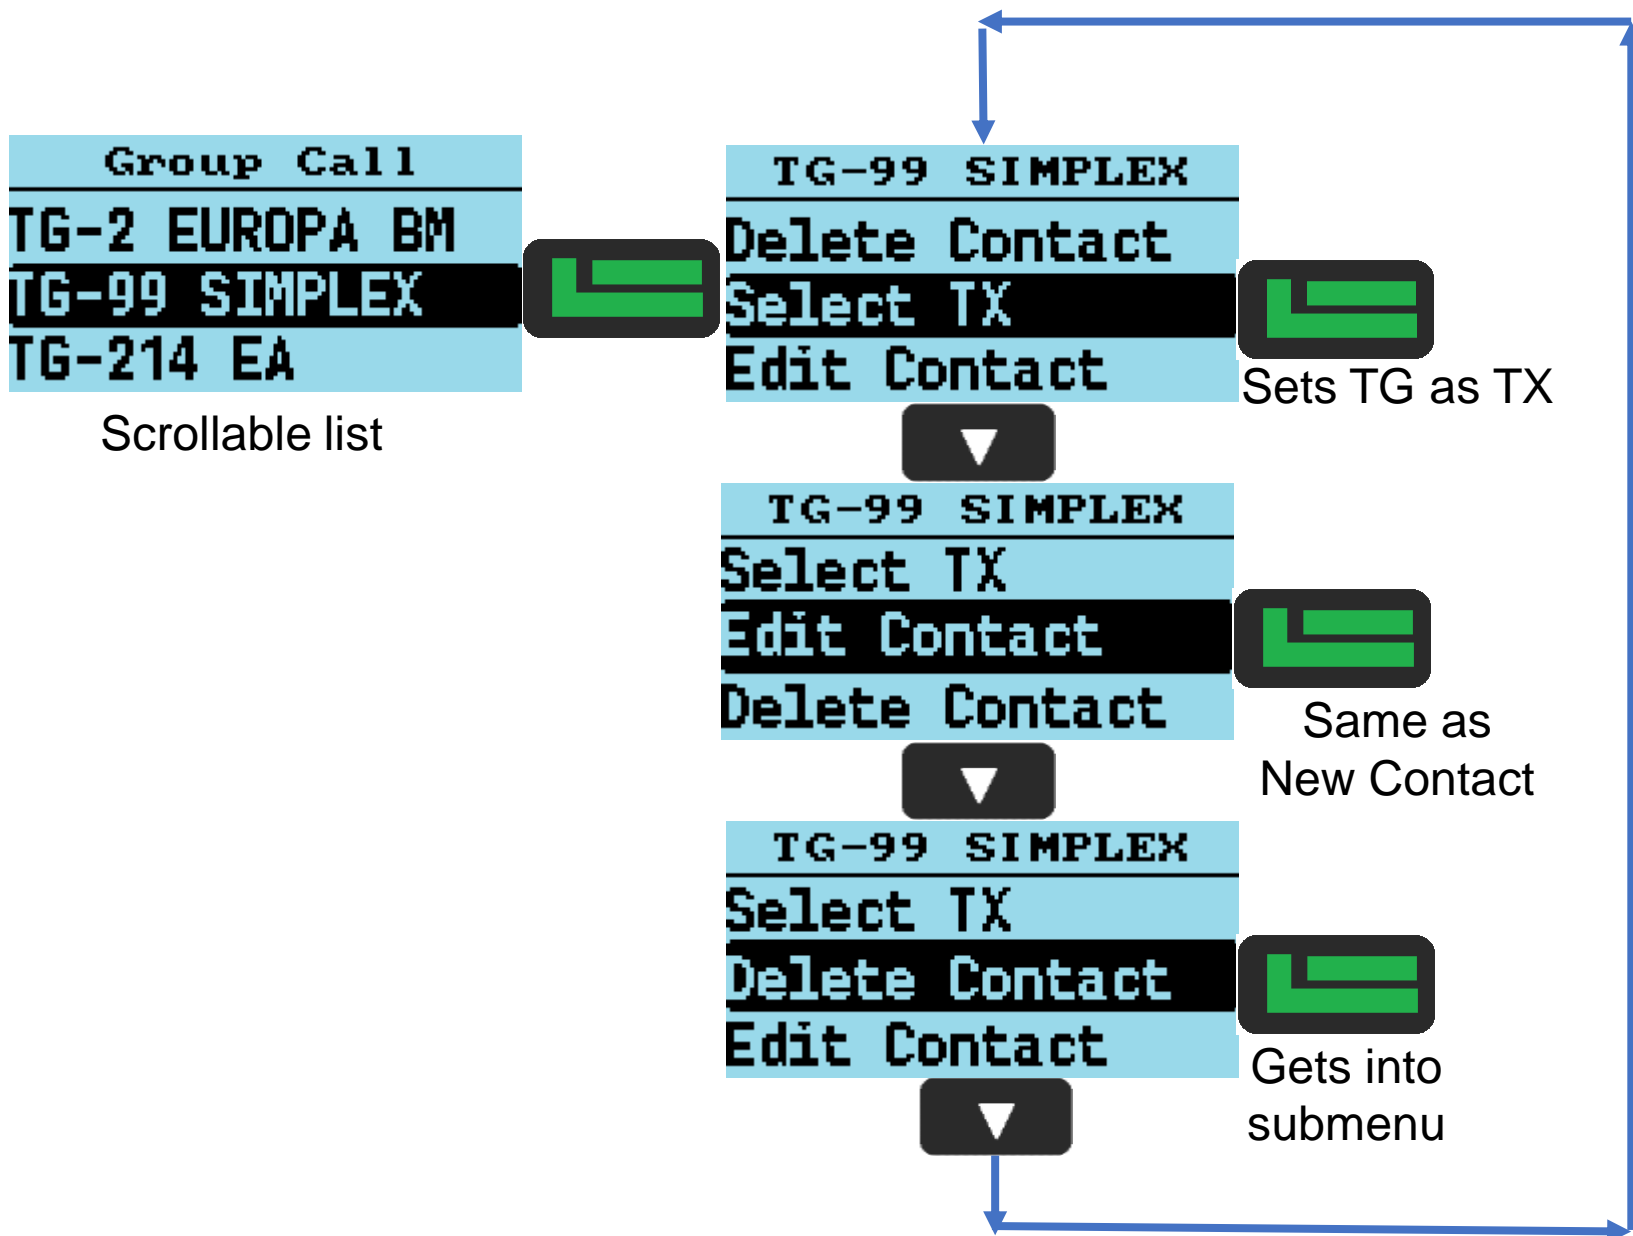 Group Call
TG-2 EUROPA BM
TG-99 SIMPLEX
TG-214 EA
Scrollable list
TG-99 SIMPLEX
Delete Contact
Select TX
Edit Contact
Sets TG as TX
TG-99 SIMPLEX
Select TX
Edit Contact
Delete Contact
Same as
New Contact
TG-99 SIMPLEX
Select TX
Delete Contact
Edit Contact
Gets into
submenu